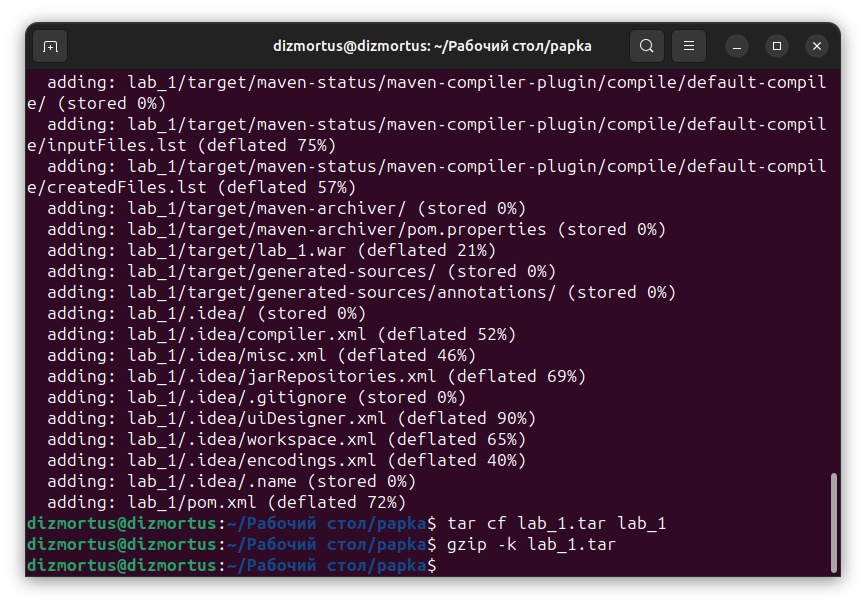 dizmortus@dizmortus: ~/Рабочий стол/papka
adding: lab_1/target/maven-status/maven-compiler-plugin/compile/default-compil
e/ (stored 0%)
adding: lab_1/target/maven-status/maven-compiler-plugin/compile/default-compil
e/inputFiles.lst (deflated 75%)
adding: lab_1/target/maven-status/maven-compiler-plugin/compile/default-compil
e/createdFiles.lst (deflated 57%)
adding: lab_1/target/maven-archiver/ (stored 0%)
adding: lab_1/target/maven-archiver/pom.properties (stored 0%)
adding: lab_1/target/lab_1.war (deflated 21%)
adding: lab_1/target/generated-sources/ (stored 0%)
adding: lab_1/target/generated-sources/annotations/ (stored 0%)
adding: lab_1/.idea/ (stored 0%)
adding: lab_1/.idea/compiler.xml (deflated 52%)
adding: lab_1/.idea/misc.xml (deflated 46%)
adding: lab_1/.idea/jarRepositories.xml (deflated 69%)
adding: lab_1/.idea/.gitignore (stored 0%)
adding: lab_1/.idea/uiDesigner.xml (deflated 90%)
adding: lab_1/.idea/workspace.xml (deflated 65%)
adding: lab_1/.idea/encodings.xml (deflated 40%)
adding: lab_1/.idea/.name (stored 0%)
adding: lab_1/pom.xml (deflated 72%)
dizmortus@dizmortus:~/Рабочий стол/papka$ tar cf lab_1.tar lab_1
dizmortus@dizmortus:~/Рабочий стол/papka$ gzip -k lab_1.tar
dizmortus@dizmortus:~/Рабочий стол/papka$